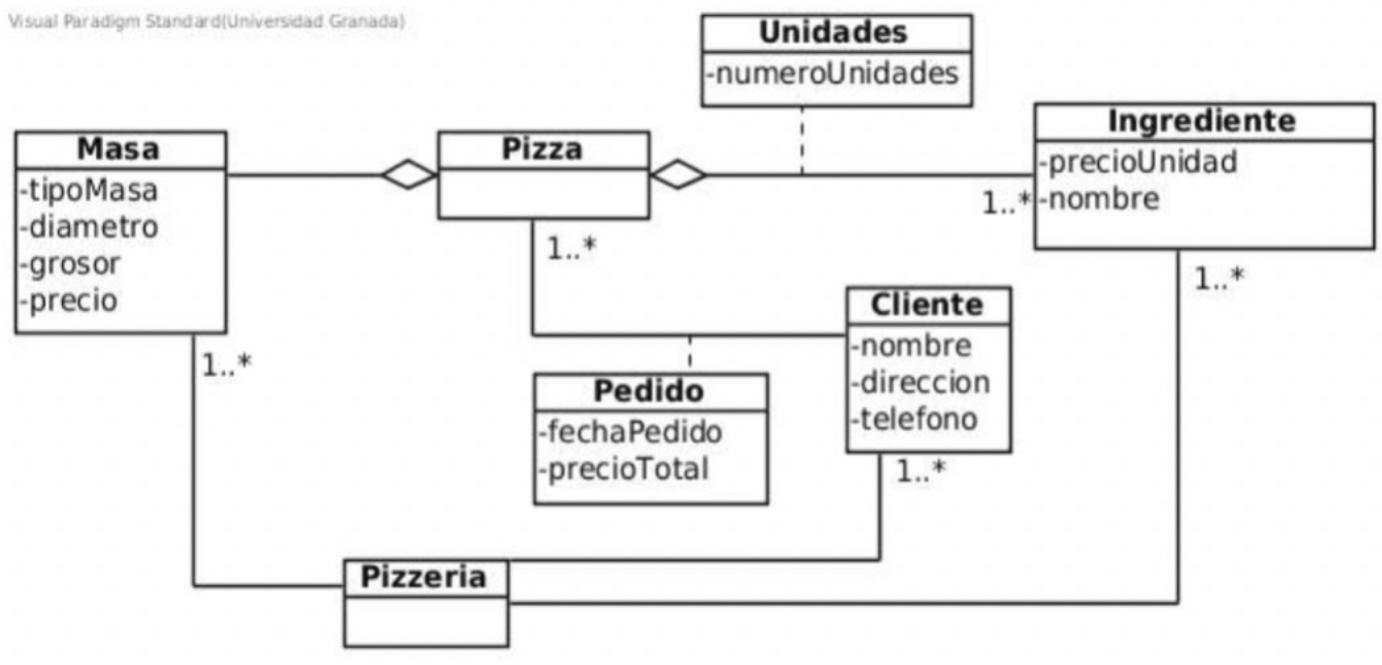 Visual Paradigm Standard(Universidad Granada)
Unidades
-numeroUnidades
Masa
-tipoMasa
-diametro
-grosor
-precio
Pizza
1..*
Ingrediente
-precioUnidad
-nombre
1..*
1..*
Cliente
-nombre
-direccion
-telefono
1..*
Pedido
-fechaPedido
-precioTotal
1..*
Pizzeria